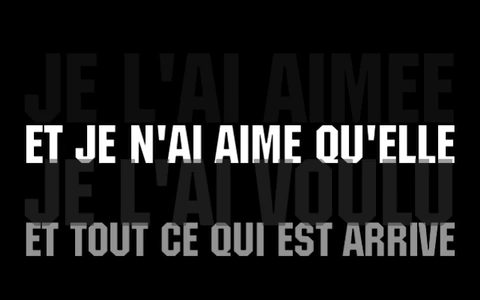 JE L'AI AIMEE
ET JE N'AI AIME QU'ELLE
JE L'AI VOULU
ET TOUT CE QUI EST ARRIVE